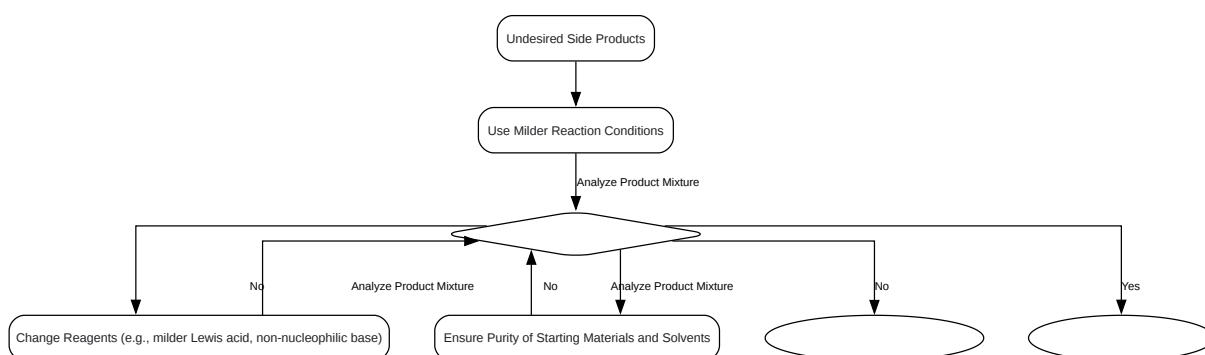 Undesired Side Products
Use Milder Reaction Conditions
Analyze Product Mixture
No
Analyze Product Mixture
No
Analyze Product Mixture
No
Yes
Change Reagents (e.g., milder Lewis acid, non-nucleophilic base)
Ensure Purity of Starting Materials and Solvents